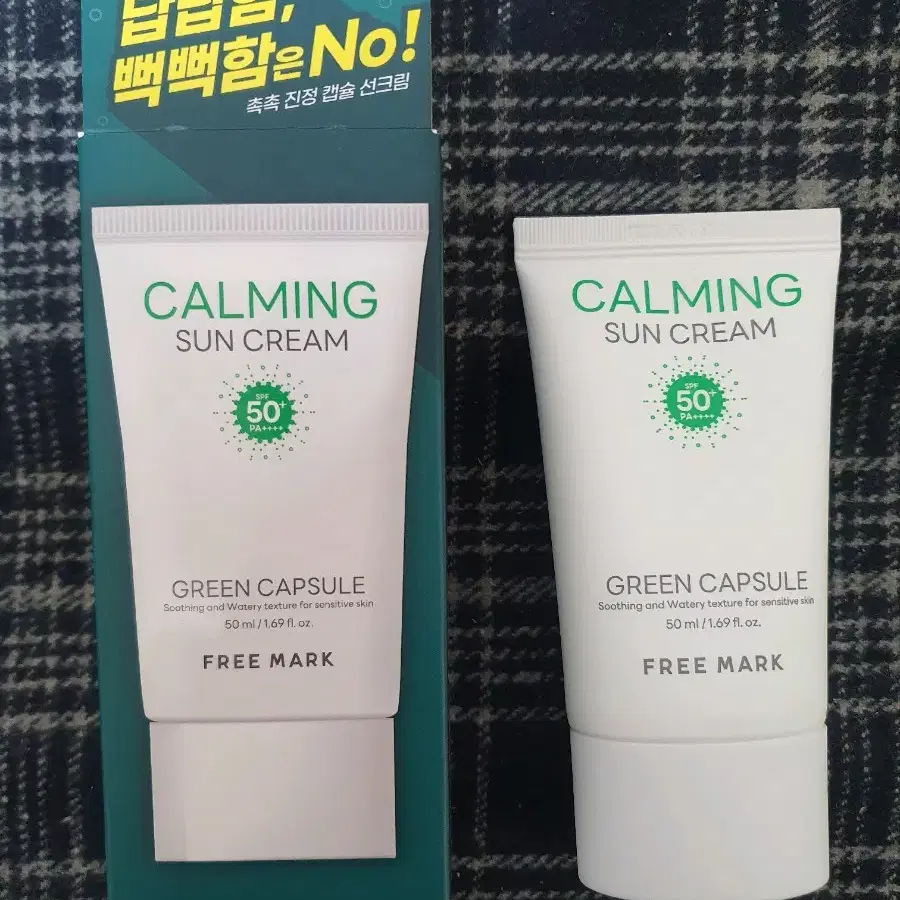 답답함,
뻑뻑함은 No!
촉촉 진정 캡슐 선크림
CALMING
SUN CREAM
SPF
50+
PA++++
GREEN CAPSULE
Soothing and Watery texture for sensitive skin
50 ml / 1.69 fl. oz.
FREE MARK
CALMING
SUN CREAM
SPF
50+
PA++++
GREEN CAPSULE
Soothing and Watery texture for sensitive skin
50 ml / 1.69 fl. oz.
FREE MARK